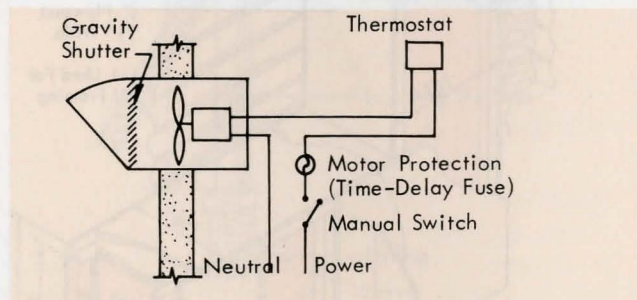 Gravity
Shutter
Thermostat
Motor Protection
(Time-Delay Fuse)
Manual Switch
Neutral
Power